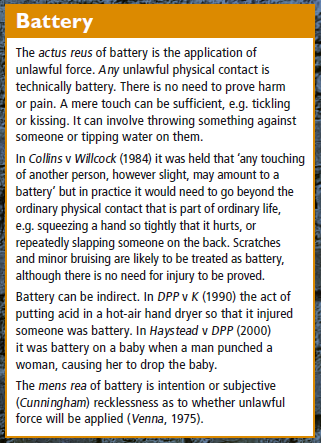 Battery
The actus reus of battery is the application of
unlawful force. Any unlawful physical contact is
technically battery. There is no need to prove harm
or pain. A mere touch can be sufficient, e.g. tickling
or kissing. It can involve throwing something against
someone or tipping water on them.
In Collins v Willcock (1984) it was held that ‘any touching
of another person, however slight, may amount to a
battery’ but in practice it would need to go beyond the
ordinary physical contact that is part of ordinary life,
e.g. squeezing a hand so tightly that it hurts, or
repeatedly slapping someone on the back. Scratches
and minor bruising are likely to be treated as battery,
although there is no need for injury to be proved.
Battery can be indirect. In DPP v K (1990) the act of
putting acid in a hot-air hand dryer so that it injured
someone was battery. In Haystead v DPP (2000)
it was battery on a baby when a man punched a
woman, causing her to drop the baby.
The mens rea of battery is intention or subjective
(Cunningham) recklessness as to whether unlawful
force will be applied (Venna, 1975).